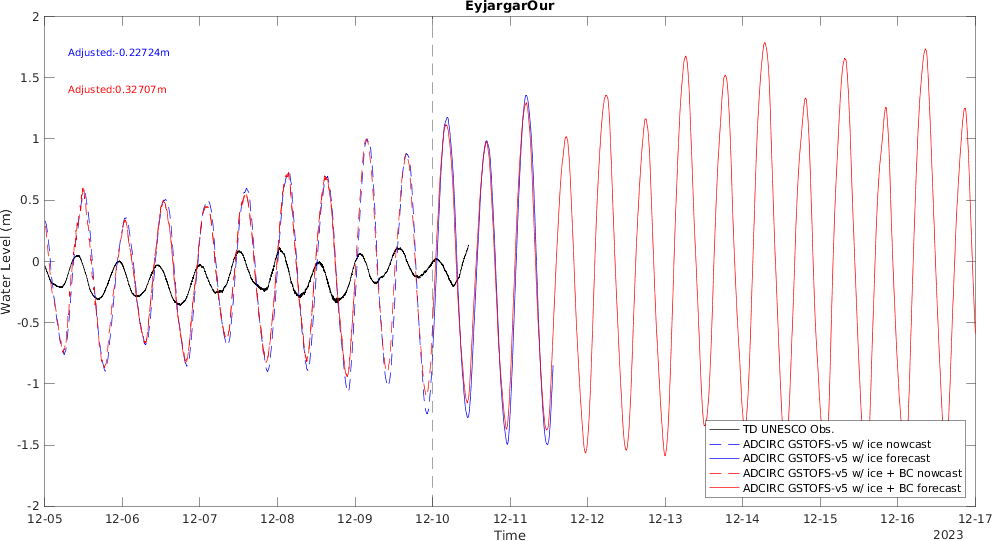 EyjargarOur
Adjusted:-0.22724m
Adjusted:0.32707m
Water Level (m)
2
1.5
1
0.5
0
-0.5
-1
-1.5
-2
TD UNESCO Obs.
ADCIRC GSTOFS-v5 w/ ice nowcast
ADCIRC GSTOFS-v5 w/ ice forecast
ADCIRC GSTOFS-v5 w/ ice + BC nowcast
ADCIRC GSTOFS-v5 w/ ice + BC forecast
12-05 12-06 12-07 12-08 12-09 12-10 12-11 12-12 12-13 12-14 12-15 12-16 12-17
Time
2023